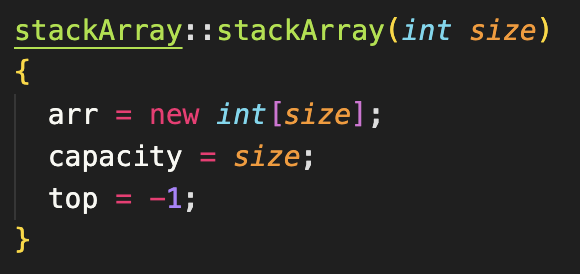 stackArray::stackArray(int size)
{
  arr = new int[size];
  capacity = size;
  top = -1;
}